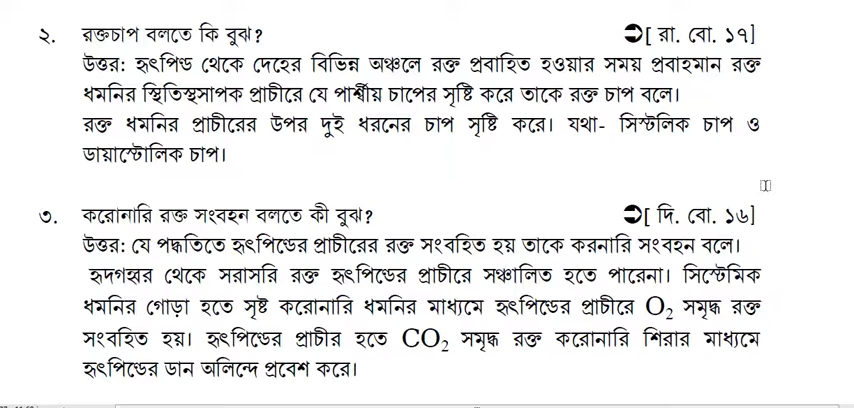 ২. রক্তচাপ বলতে কি বুঝ? ➲[ রা. বো. ১৭]
উত্তর: হৃৎপিন্ড থেকে দেহের বিভিন্ন অঞ্চলে রক্ত প্রবাহিত হওয়ার সময় প্রবাহমান রক্ত
ধমনির স্থিতিস্থসাপক প্রাচীরে যে পার্শ্বীয় চাপের সৃষ্টি করে তাকে রক্ত চাপ বলে।
রক্ত ধমনির প্রাচীরের উপর দুই ধরনের চাপ সৃষ্টি করে। যথা- সিস্টলিক চাপ ও
ডায়াস্টোলিক চাপ।
৩. করোনারি রক্ত সংবহন বলতে কী বুঝ? ➲[ দি. বো. ১৬]
উত্তর: যে পদ্ধতিতে হৃৎপিন্ডের প্রাচীরের রক্ত সংবহিত হয় তাকে করনারি সংবহন বলে।
হৃদগহ্বর থেকে সরাসরি রক্ত হৃৎপিন্ডের প্রাচীরে সঞ্চালিত হতে পারেনা। সিস্টেমিক
ধমনির গোড়া হতে সৃষ্ট করোনারি ধমনির মাধ্যমে হৃৎপিন্ডের প্রাচীরে O₂ সমৃদ্ধ রক্ত
সংবহিত হয়। হৃৎপিন্ডের প্রাচীর হতে CO₂ সমৃদ্ধ রক্ত করোনারি শিরার মাধ্যমে
হৃৎপিন্ডের ডান অলিন্দে প্রবেশ করে।